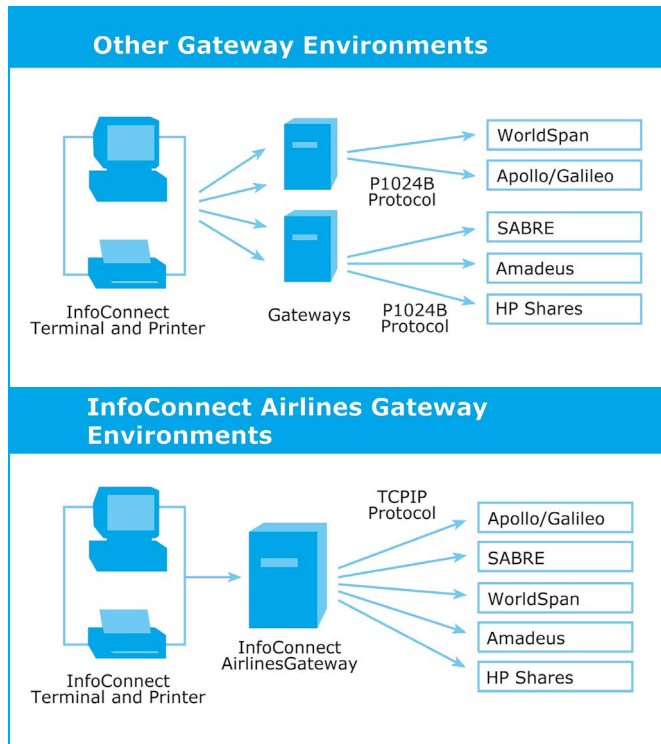 Other Gateway Environments
WorldSpan
Apollo/Galileo
P1024B
Protocol
SABRE
Amadeus
HP Shares
InfoConnect
Terminal and Printer
Gateways
P1024B
Protocol
InfoConnect Airlines Gateway
Environments
TCPIP
Protocol
Apollo/Galileo
SABRE
WorldSpan
Amadeus
HP Shares
InfoConnect
AirlinesGateway
InfoConnect
Terminal and Printer